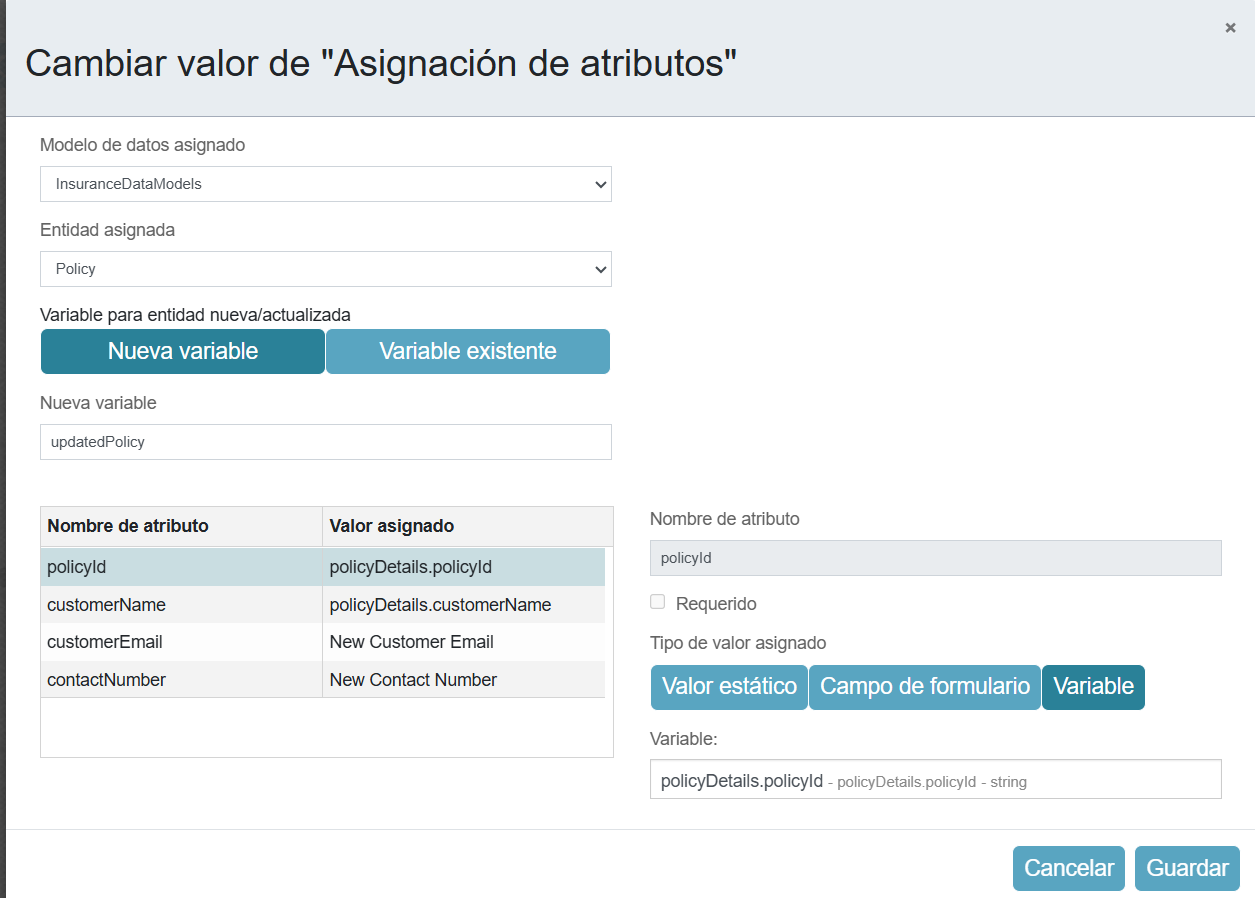 ×
Cambiar valor de "Asignación de atributos"
Modelo de datos asignado
InsuranceDataModels
Entidad asignada
Policy
Variable para entidad nueva/actualizada
Nueva variable Variable existente
Nueva variable
updatedPolicy
Nombre de atributo Valor asignado
policyId policyDetails.policyId
customerName policyDetails.customerName
customerEmail New Customer Email
contactNumber New Contact Number
Nombre de atributo
policyId
Requerido
Tipo de valor asignado
Valor estático Campo de formulario Variable
Variable:
policyDetails.policyId - policyDetails.policyId - string
Cancelar Guardar